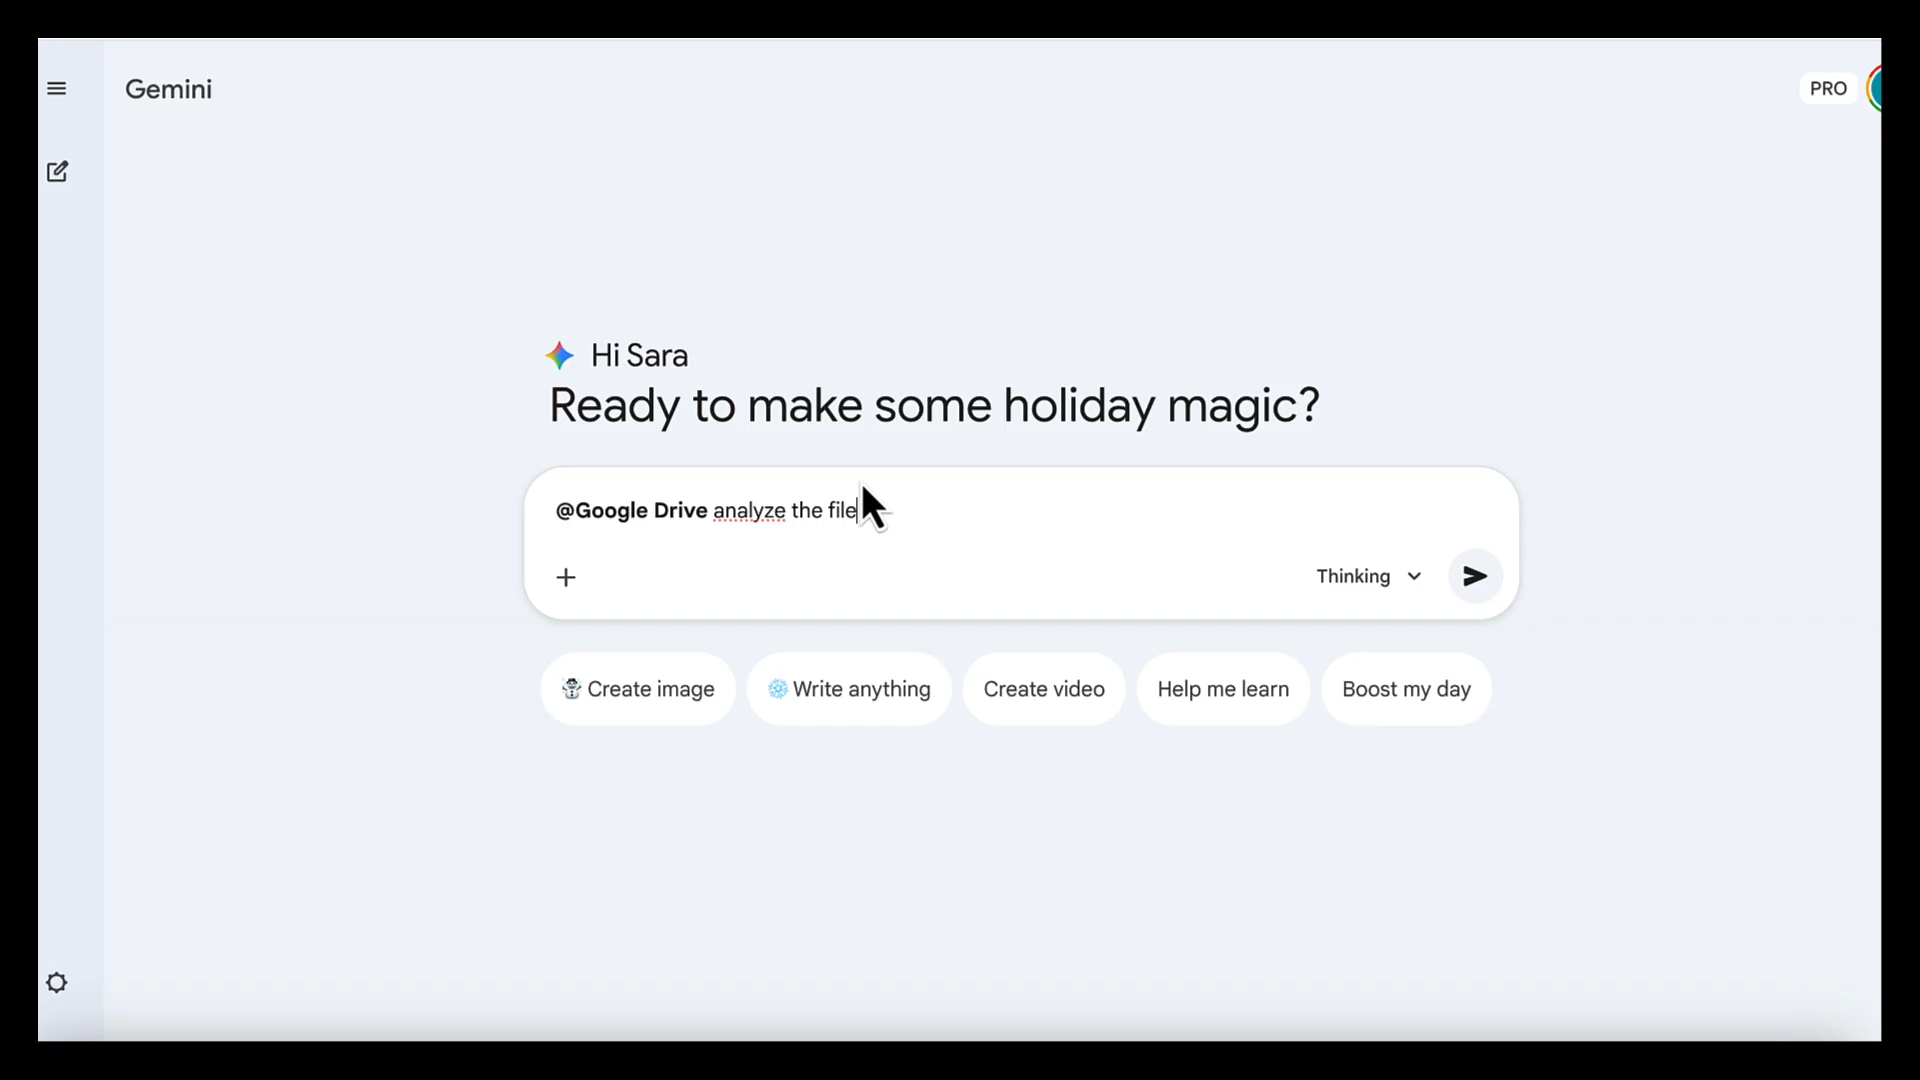 Gemini
PRO
Hi Sara
Ready to make some holiday magic?
@Google Drive analyze the file
Thinking
Create image
Write anything
Create video
Help me learn
Boost my day